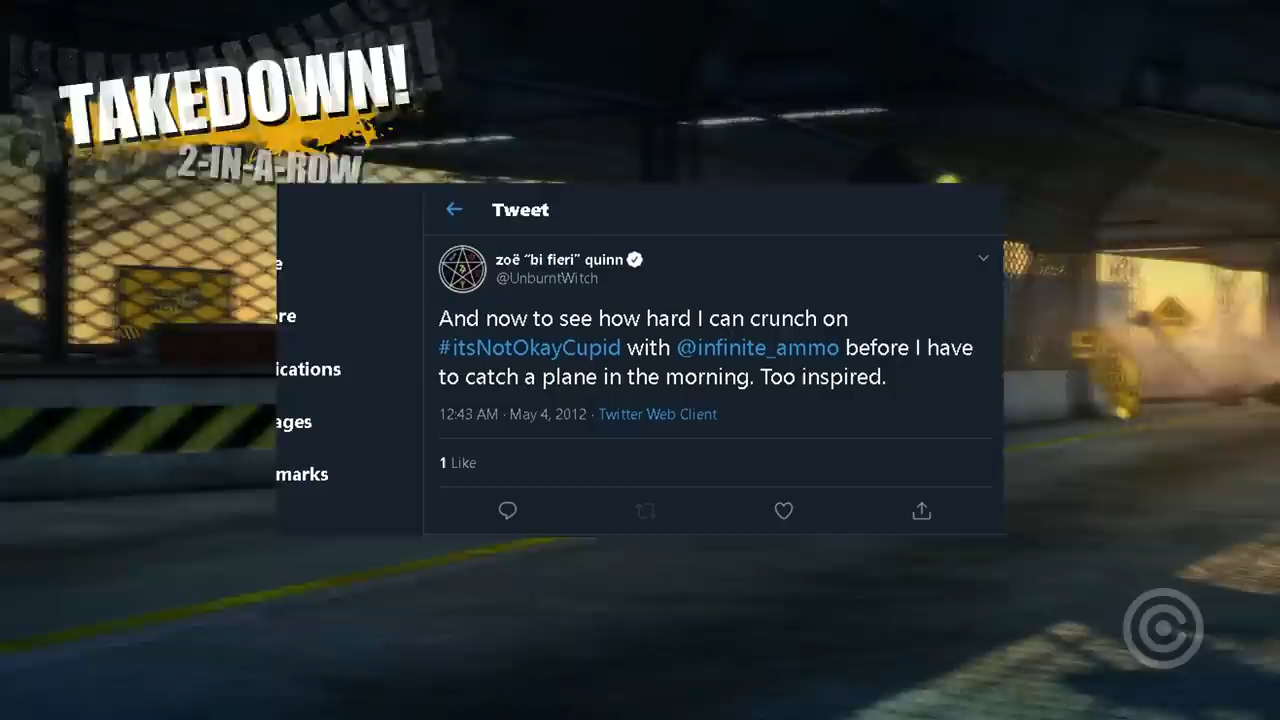 TAKEDOWN!
2-IN-A-ROW
Tweet
zoë “bi fieri” quinn
@UnburntWitch
e
re
ications
ages
marks
And now to see how hard I can crunch on
#itsNotOkayCupid with @infinite_ammo before I have
to catch a plane in the morning. Too inspired.
12:43 AM · May 4, 2012 · Twitter Web Client
1 Like